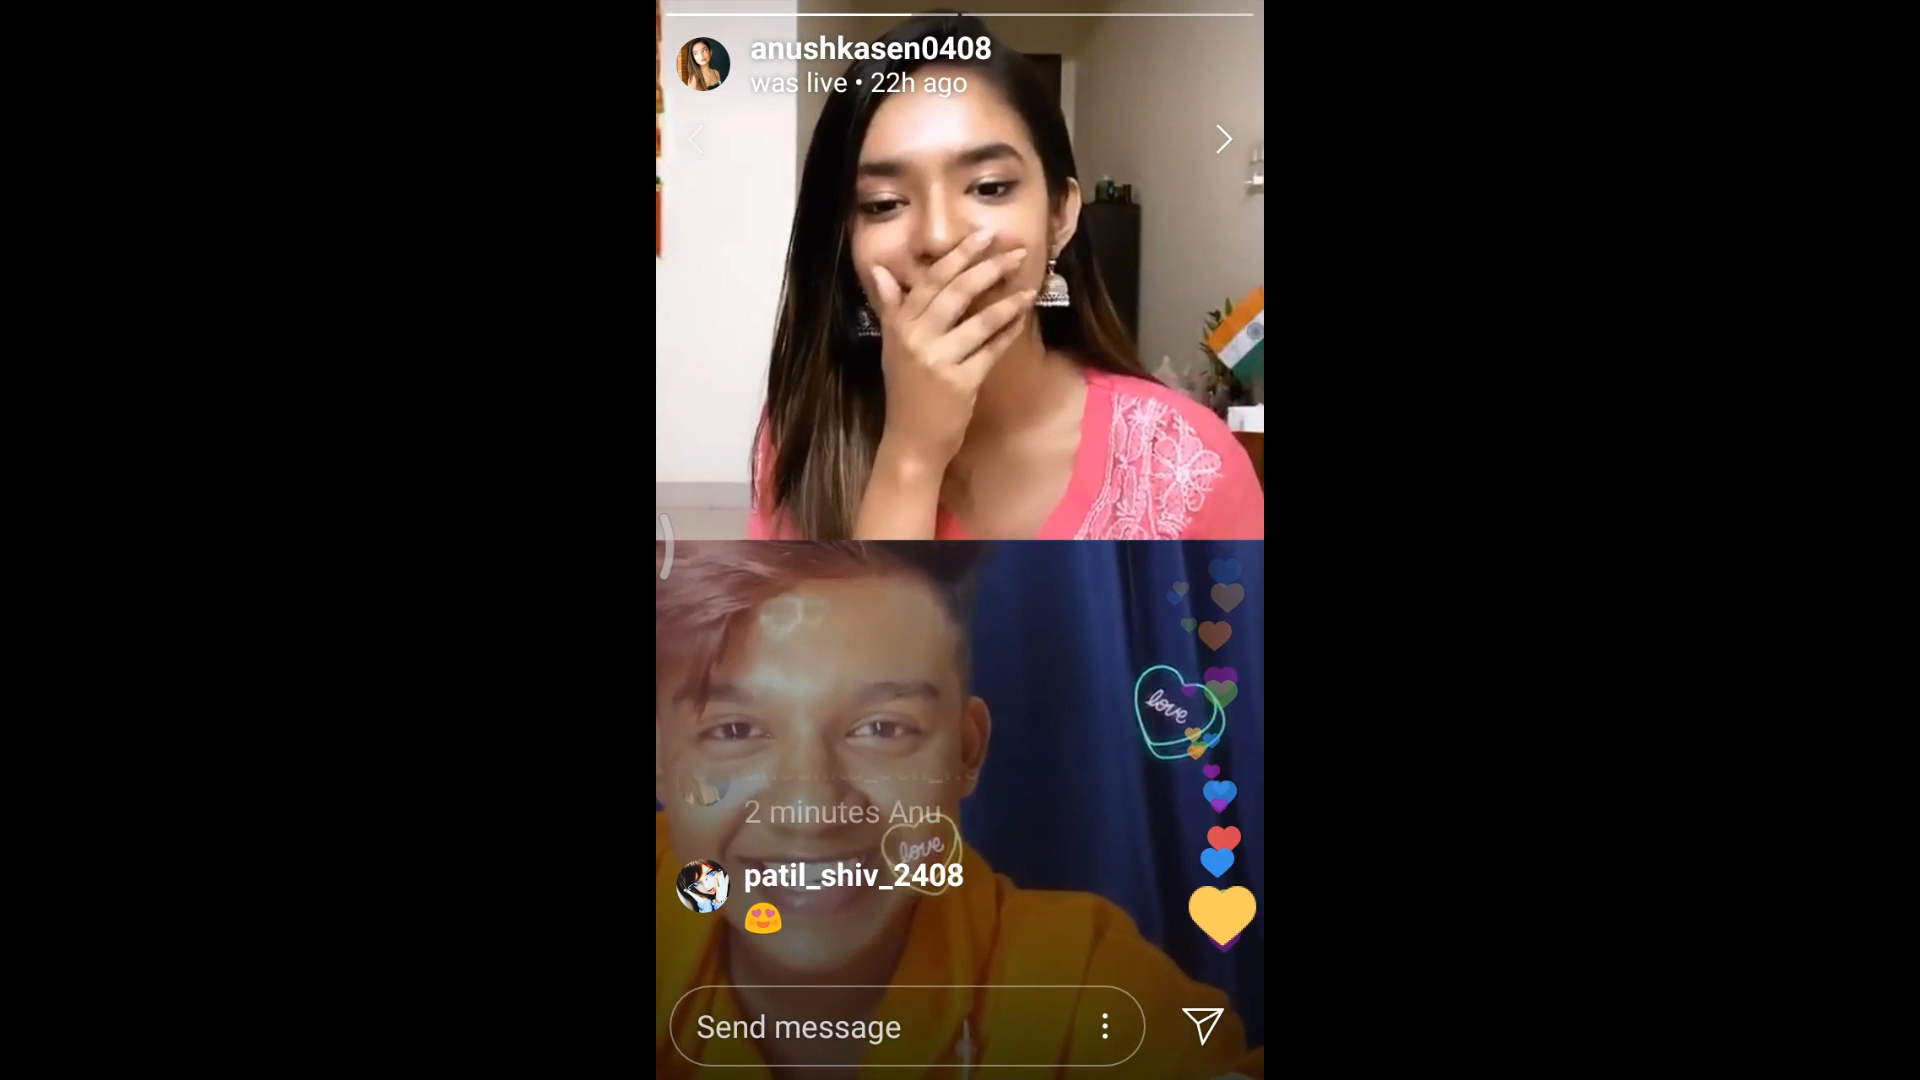 anushkasen0408
was live • 22h ago
love
2 minutes Anu
love
patil_shiv_2408
Send message